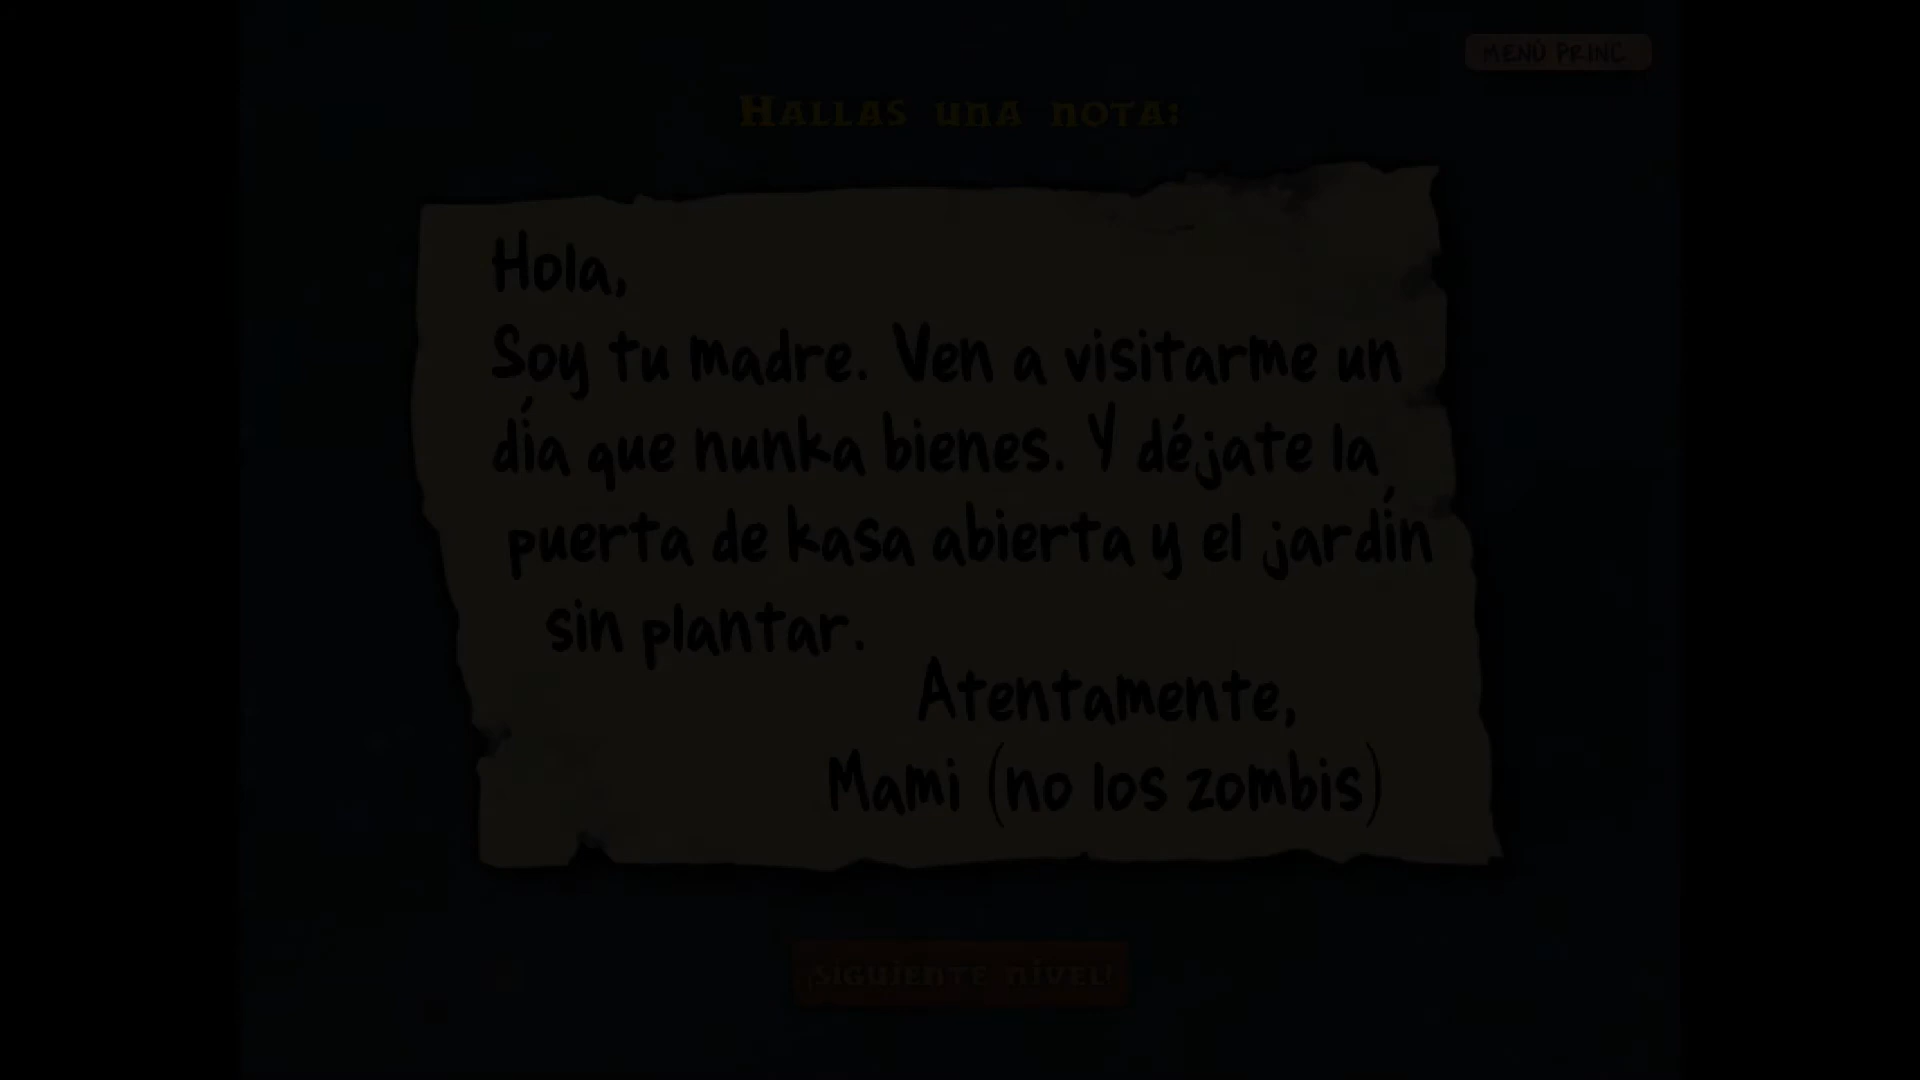 MENÚ PRINC.
HALLAS UNA NOTA:
Hola,
Soy tu madre. Ven a visitarme un
día que nunka bienes. Y déjate la
puerta de kasa abierta y el jardín
sin plantar.
Atentamente,
Mami (no los zombis)
¡SIGUIENTE NIVEL!